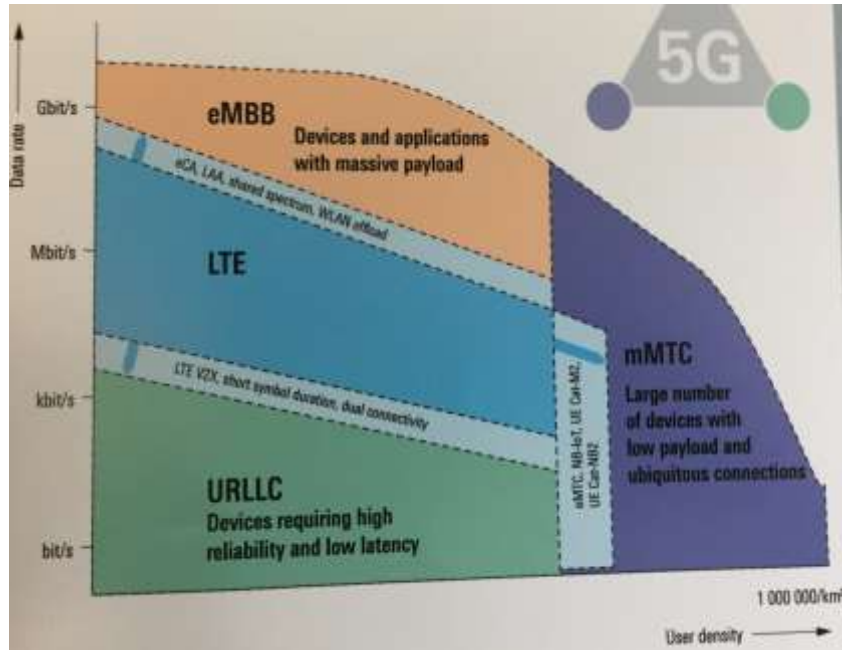 5G
Data rate
Gbit/s
Mbit/s
kbit/s
bit/s
eMBB
Devices and applications
with massive payload
eCA, LAA, shared spectrum, WLAN offload
LTE
LTE V2X, short symbol duration, dual connectivity
URLLC
Devices requiring high
reliability and low latency
eMTC, NB-IoT, UE Cat-M2,
UE Cat-NB2
mMTC
Large number
of devices with
low payload and
ubiquitous connections
1 000 000/km²
User density